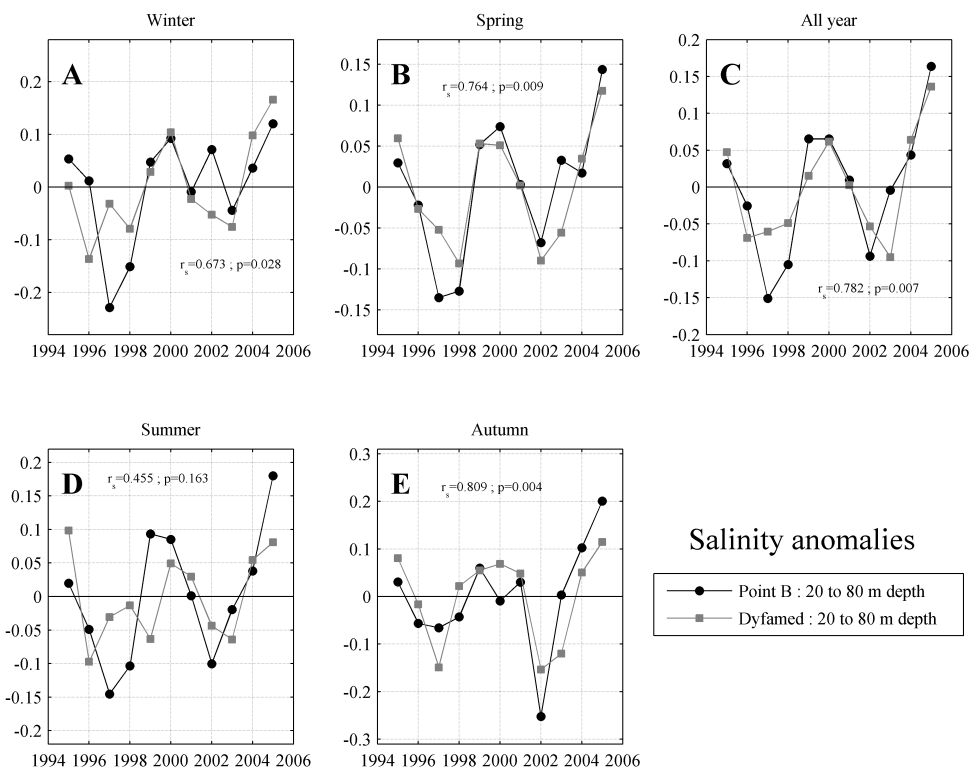 Winter
Spring
All year
A
0.2
0.1
0
-0.1
-0.2
r_s=0.673 ; p=0.028
1994 1996 1998 2000 2002 2004 2006
B
0.15
0.1
0.05
0
-0.05
-0.1
-0.15
r_s=0.764 ; p=0.009
1994 1996 1998 2000 2002 2004 2006
C
0.2
0.15
0.1
0.05
0
-0.05
-0.1
-0.15
-0.2
r_s=0.782 ; p=0.007
1994 1996 1998 2000 2002 2004 2006
Summer
Autumn
D
0.2
0.15
0.1
0.05
0
-0.05
-0.1
-0.15
-0.2
r_s=0.455 ; p=0.163
1994 1996 1998 2000 2002 2004 2006
E
0.3
0.2
0.1
0
-0.1
-0.2
-0.3
r_s=0.809 ; p=0.004
1994 1996 1998 2000 2002 2004 2006
Salinity anomalies
Point B : 20 to 80 m depth
Dyfamed : 20 to 80 m depth